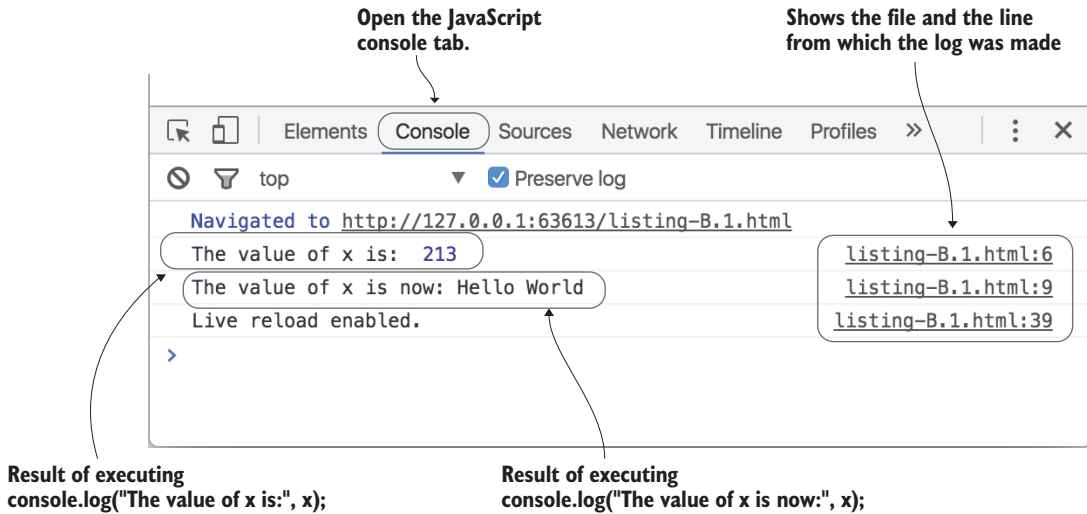 Open the JavaScript
console tab.
Shows the file and the line
from which the log was made
Elements Console Sources Network Timeline Profiles »
top ▼ Preserve log
Navigated to http://127.0.0.1:63613/listing-B.1.html
The value of x is: 213 listing-B.1.html:6
The value of x is now: Hello World listing-B.1.html:9
Live reload enabled. listing-B.1.html:39
>
Result of executing
console.log("The value of x is:", x);
Result of executing
console.log("The value of x is now:", x);